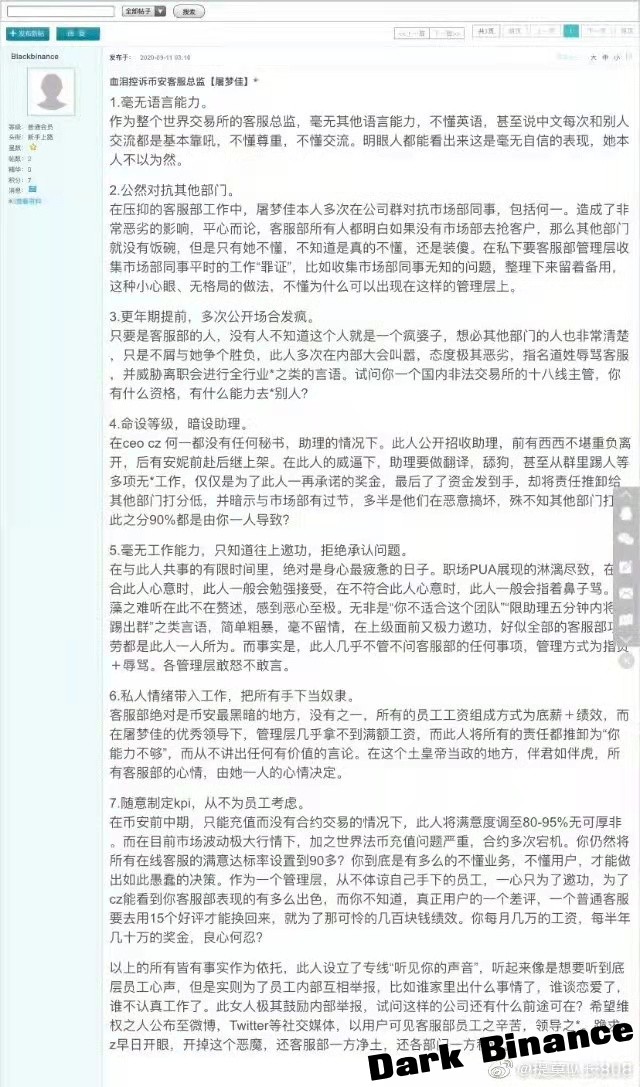 全部帖子
搜索
发布新帖
<<上一篇
下一篇>>
共1页
1
Blackbinance
发布于：
2020-09-11 03:18
大 中 小
等级：普通会员
头衔：新手上路
星数：
帖数：2
精华：0
积分：7
消息：
血泪控诉币安客服总监【屠梦佳】*
1.毫无语言能力。
作为整个世界交易所的客服总监，毫无其他语言能力，不懂英语，甚至说中文每次和别人
交流都是基本靠吼，不懂尊重，不懂交流。明眼人都能看出来这是毫无自信的表现，她本
人不以为然。
2.公然对抗其他部门。
在压抑的客服部工作中，屠梦佳本人多次在公司群对抗市场部同事，包括何一。造成了非
常恶劣的影响，平心而论，客服部所有人都明白如果没有市场部去抢客户，那么其他部门
就没有饭碗，但是只有她不懂，不知道是真的不懂，还是装傻。在私下要客服部管理层收
集市场部同事平时的工作“罪证”，比如收集市场部同事无知的问题，整理下来留着备用，
这种小心眼、无格局的做法，不懂为什么可以出现在这样的管理层上。
3.更年期提前，多次公开场合发疯。
只要是客服部的人，没有人不知道这个人就是一个疯婆子，想必其他部门的人也非常清楚
，只是不屑与她争个胜负，此人多次在内部大会叫嚣，态度极其恶劣，指名道姓辱骂客服
，并威胁离职会进行全行业*之类的言语。试问你一个国内非法交易所的十八线主管，你
有什么资格，有什么能力去*别人？
4.命设等级，暗设助理。
在ceo cz 何一都没有任何秘书，助理的情况下。此人公开招收助理，前有西西不堪重负离
开，后有安妮前赴后继上架。在此人的威逼下，助理要做翻译，舔狗，甚至从群里踢人等
多项无*工作，仅仅是为了此人一再承诺的奖金，最后了了资金发到手，却将责任推卸给
其他部门打分低，并暗示与市场部有过节，多半是他们在恶意搞坏，殊不知其他部门打
此之分90%都是由你一人导致？
5.毫无工作能力，只知道往上邀功，拒绝承认问题。
在与此人共事的有限时间里，绝对是身心最疲惫的日子。职场PUA展现的淋漓尽致，在
合此人心意时，此人一般会勉强接受，在不符合此人心意时，此人一般会指着鼻子骂。
藻之难听在此不在赘述，感到恶心至极。无非是“你不适合这个团队”“限助理五分钟内将
踢出群”之类言语，简单粗暴，毫不留情，在上级面前又极力邀功，好似全部的客服部功
劳都是此人一人所为。而事实是，此人几乎不管不问客服部的任何事项，管理方式为指责
＋辱骂。各管理层敢怒不敢言。
6.私人情绪带入工作，把所有手下当奴隶。
客服部绝对是币安最黑暗的地方，没有之一，所有的员工工资组成方式为底薪＋绩效，而
在屠梦佳的优秀领导下，管理层几乎拿不到满额工资，而此人将所有的责任都推卸为“你
能力不够”，而从不讲出任何有价值的言论。在这个土皇帝当政的地方，伴君如伴虎，所
有客服部的心情，由她一人的心情决定。
7.随意制定kpi，从不为员工考虑。
在币安前中期，只能充值而没有合约交易的情况下，此人将满意度调至80-95%无可厚非
。而在目前市场波动极大行情下，加之世界法币充值问题严重，合约多次宕机。你仍然将
所有在线客服的满意达标率设置到90多？你到底是有多么的不懂业务，不懂用户，才能做
出如此愚蠢的决策。作为一个管理层，从不体谅自己手下的员工，一心只为了邀功，为了
cz能看到你客服部表现的有多么出色，而你不知道，真正用户的一个差评，一个普通客服
要去用15个好评才能换回来，就为了那可怜的几百块钱绩效。你每月几万的工资，每半年
几十万的奖金，良心何忍？
以上的所有皆有事实作为依托，此人设立了专线“听见你的声音”，听起来像是想要听到底
层员工心声，但是实则为了员工内部互相举报，比如谁家里出什么事情了，谁谈恋爱了，
谁不认真工作了。此女人极其鼓励内部举报，试问这样的公司还有什么前途可在？希望维
权之人公布至微博，Twitter等社交媒体，以用户可见客服部员工之辛苦，领导之*
z早日开眼，开掉这个恶魔，还客服部一方净土，还各部门一方
Dark Binance